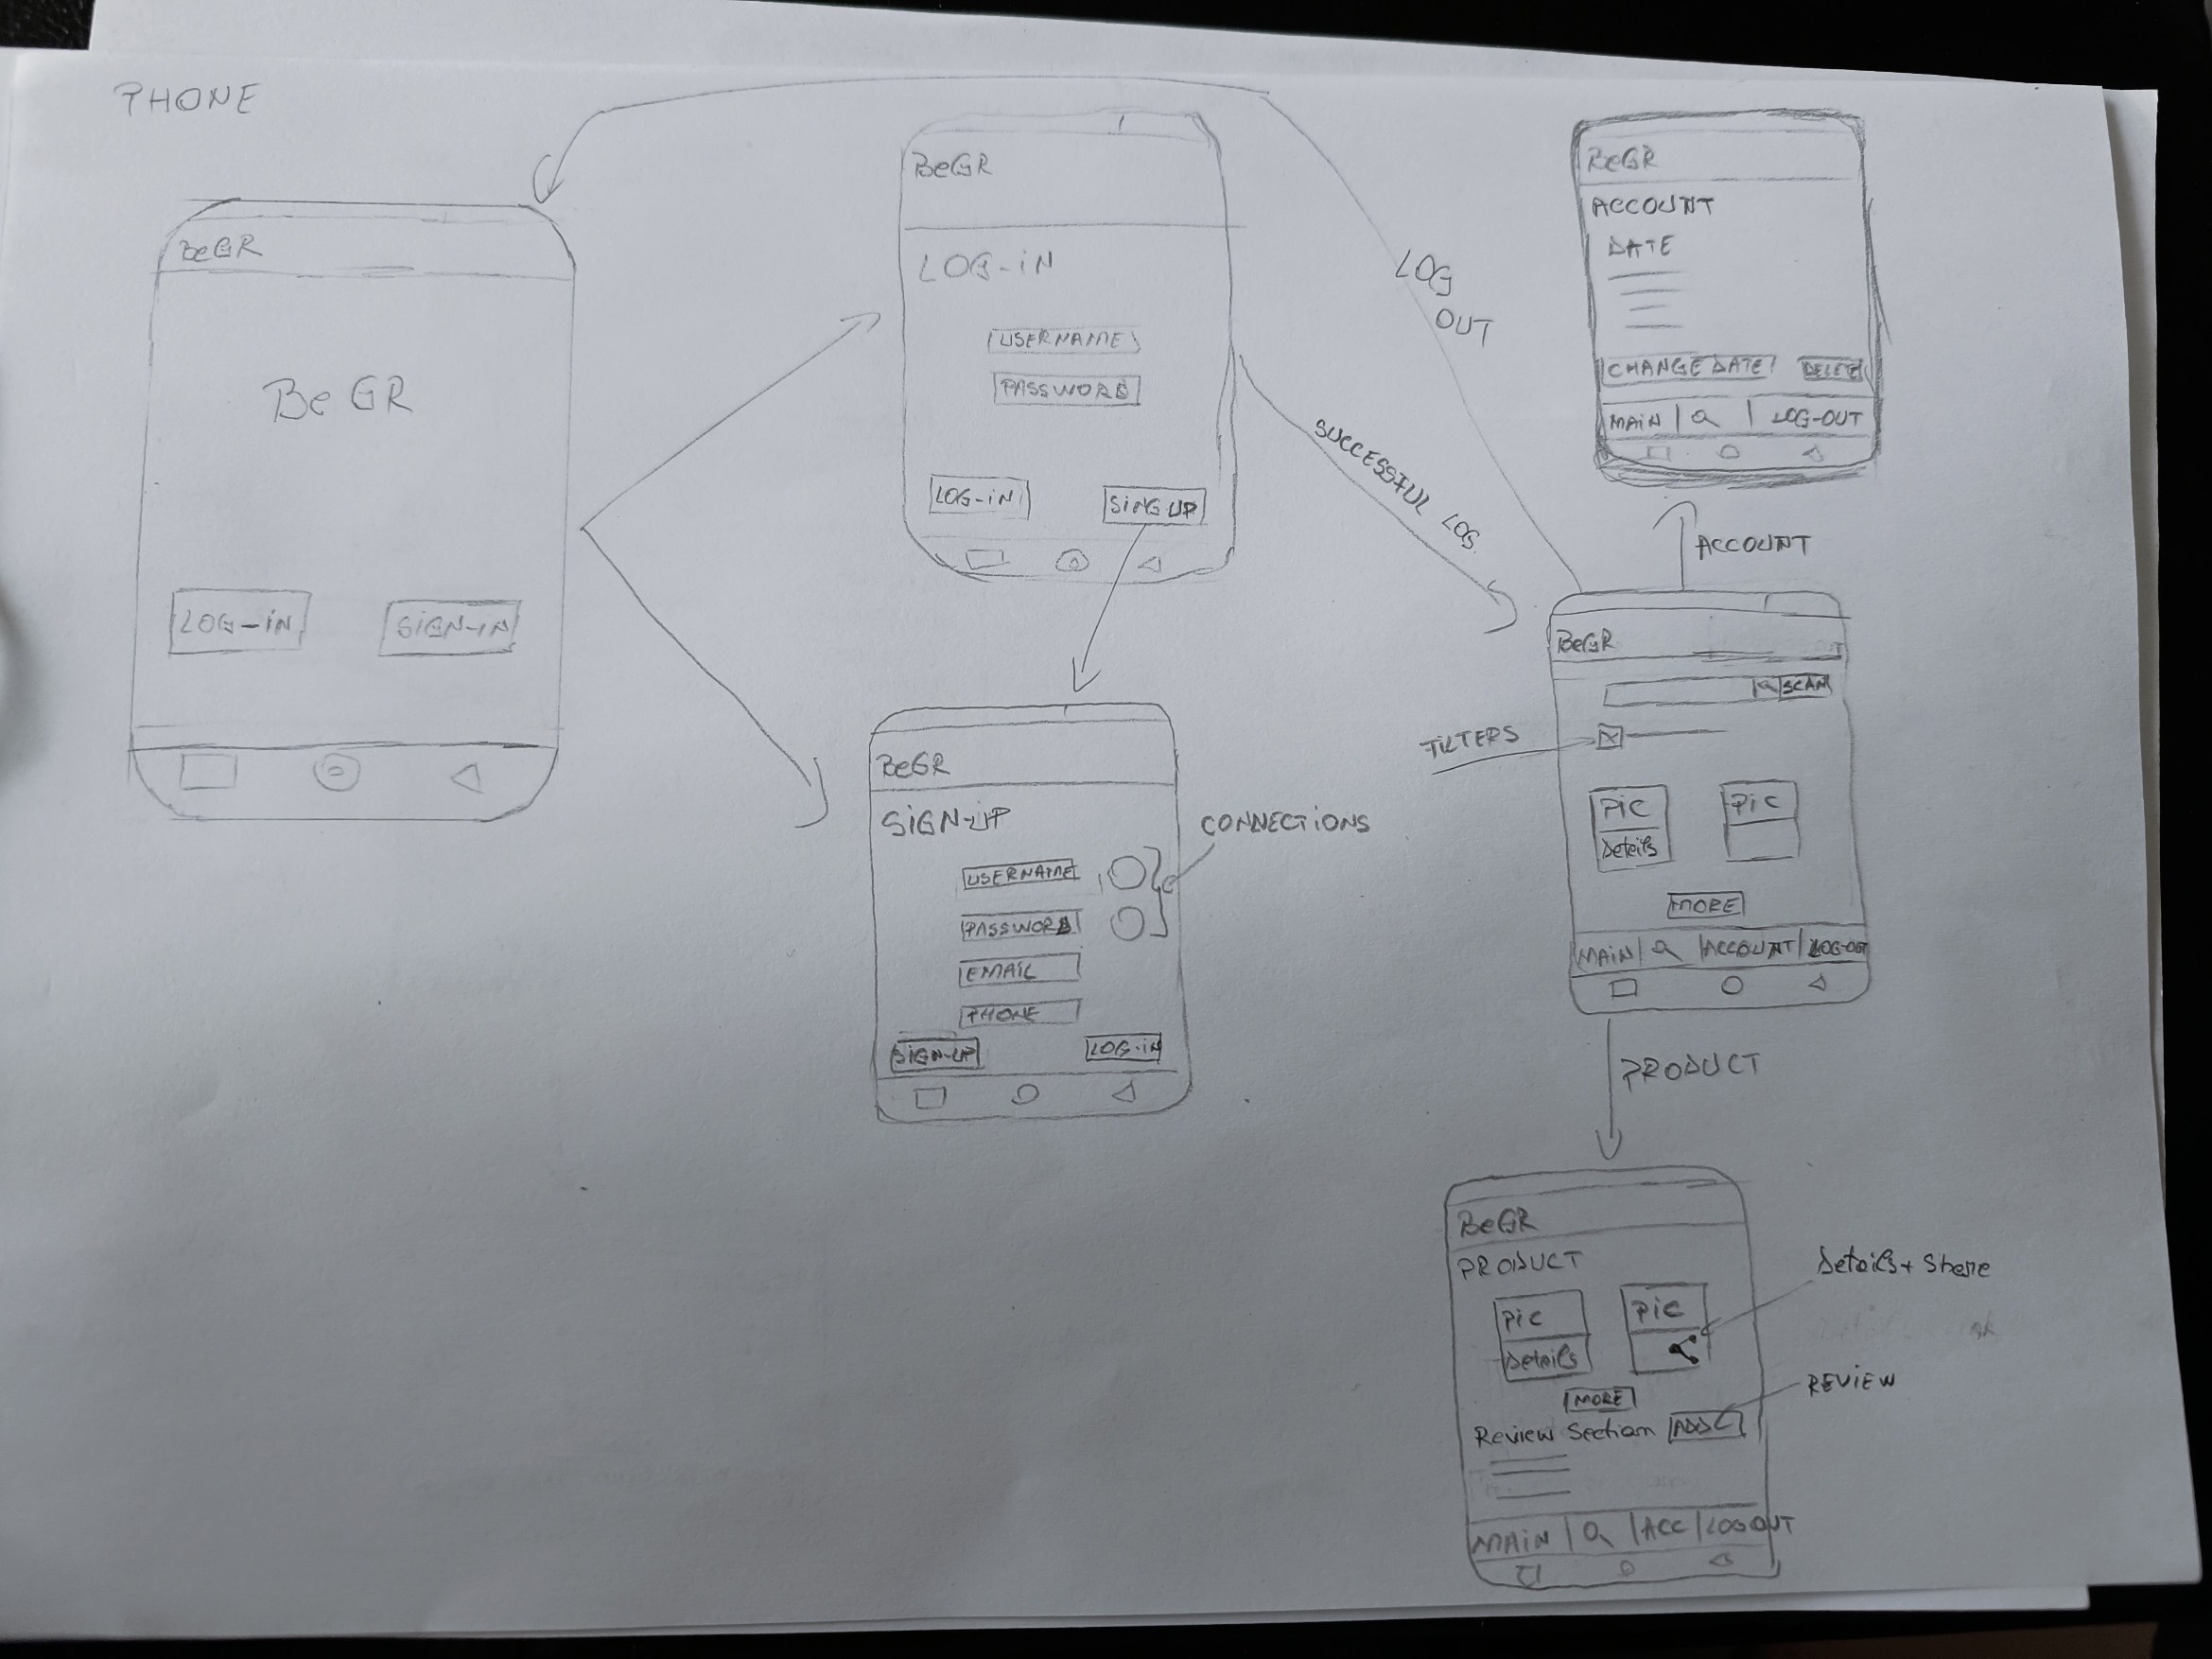 PHONE
BeGR
BeGR
LOG-iN
SiGN-iN
BeGR
LOG-iN
USERNAME
PASSWORD
LOG-iN
SiNG UP
BeGR
SiGN-UP
USERNAME
PASSWORD
EMAiL
PHONE
SiGN-UP
LOG-iN
CONNECTiONS
LOG
OUT
SUCCESSFUL LOG.
BeGR
ACCOUNT
DATE
CHANGE DATE
DELETE
MAiN
LOG-OUT
ACCOUNT
BeGR
SCAN
FiLTERS
PiC
PiC
Details
MORE
MAiN
ACCOUNT
LOG-OUT
PRODUCT
BeGR
PRODUCT
PiC
PiC
Details
MORE
Review Section
ADD
MAiN
ACC
LOG OUT
Details + Share
REViEW